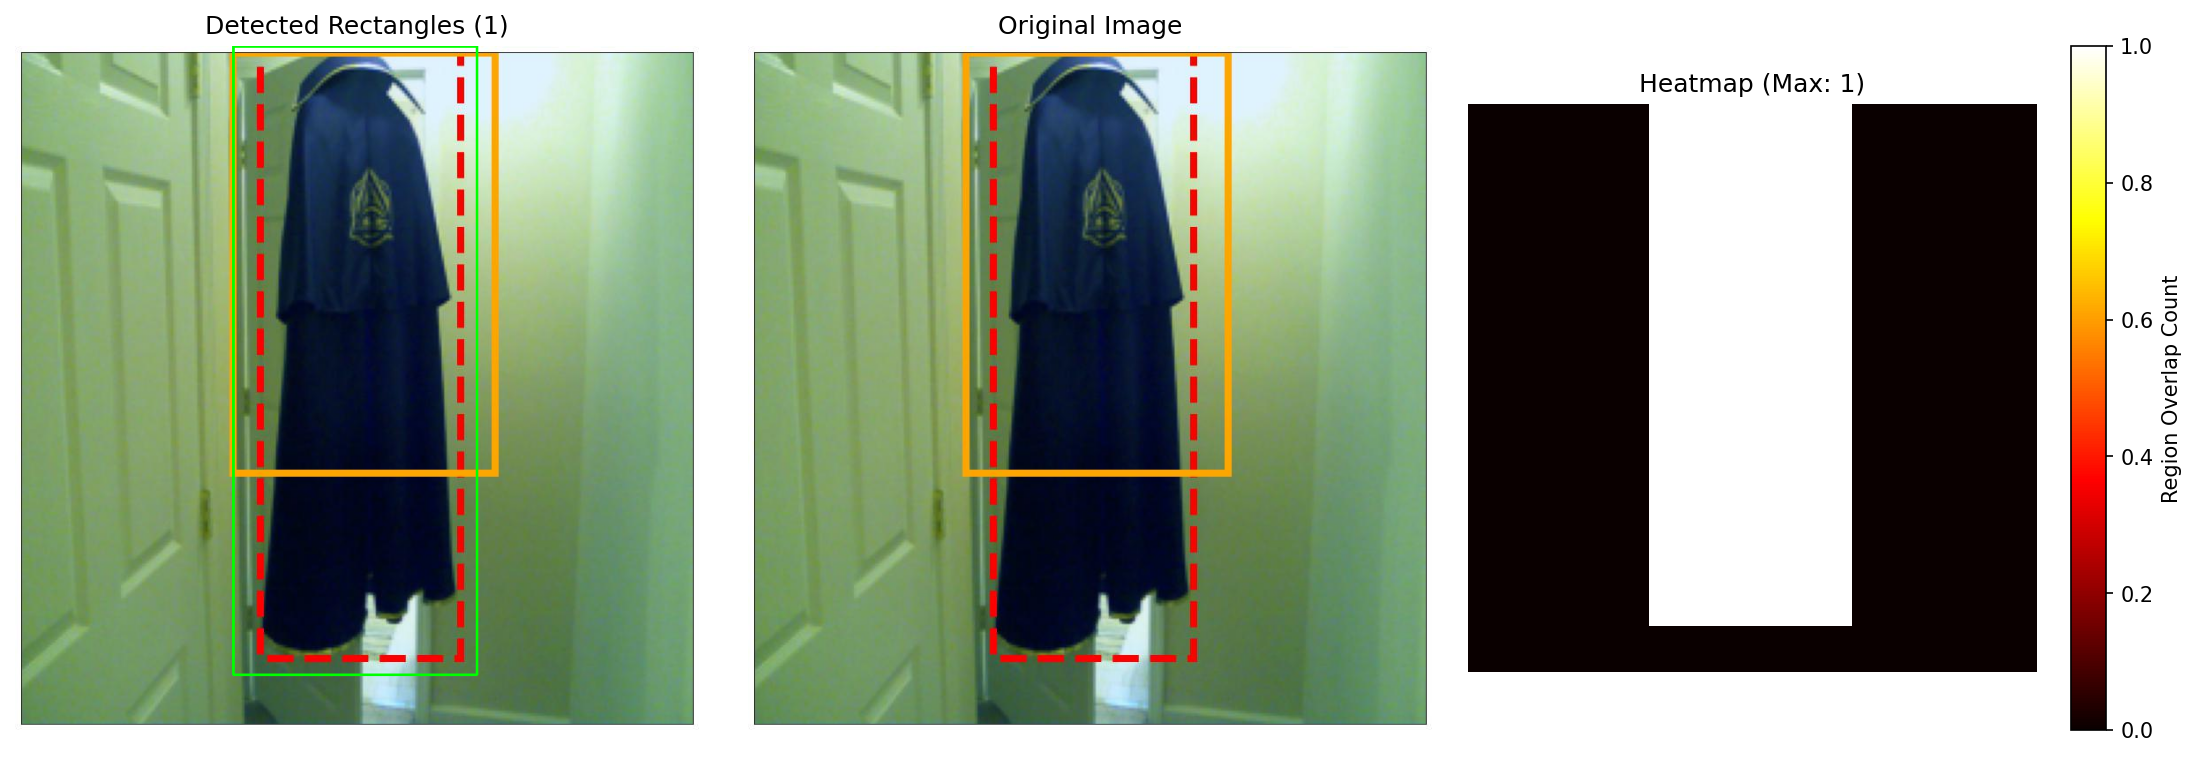 Detected Rectangles (1)
Original Image
Heatmap (Max: 1)
1.0
0.8
0.6
0.4
0.2
0.0
Region Overlap Count